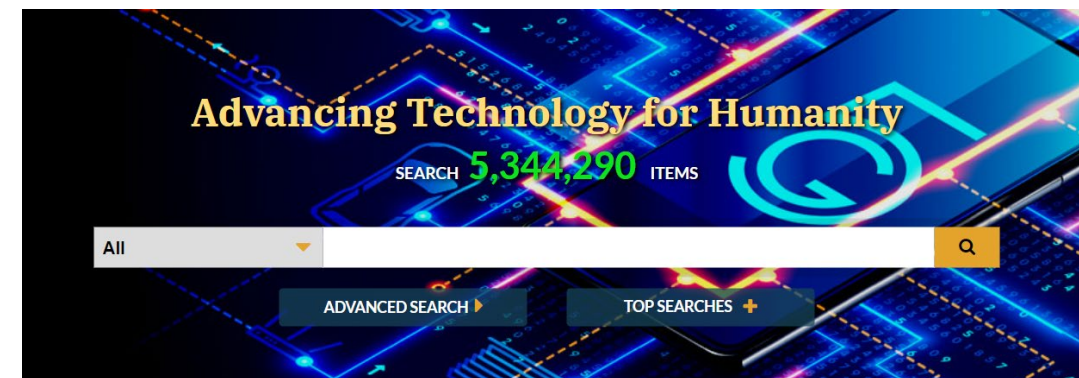 Advancing Technology for Humanity
SEARCH 5,344,290 ITEMS
All
ADVANCED SEARCH
TOP SEARCHES +